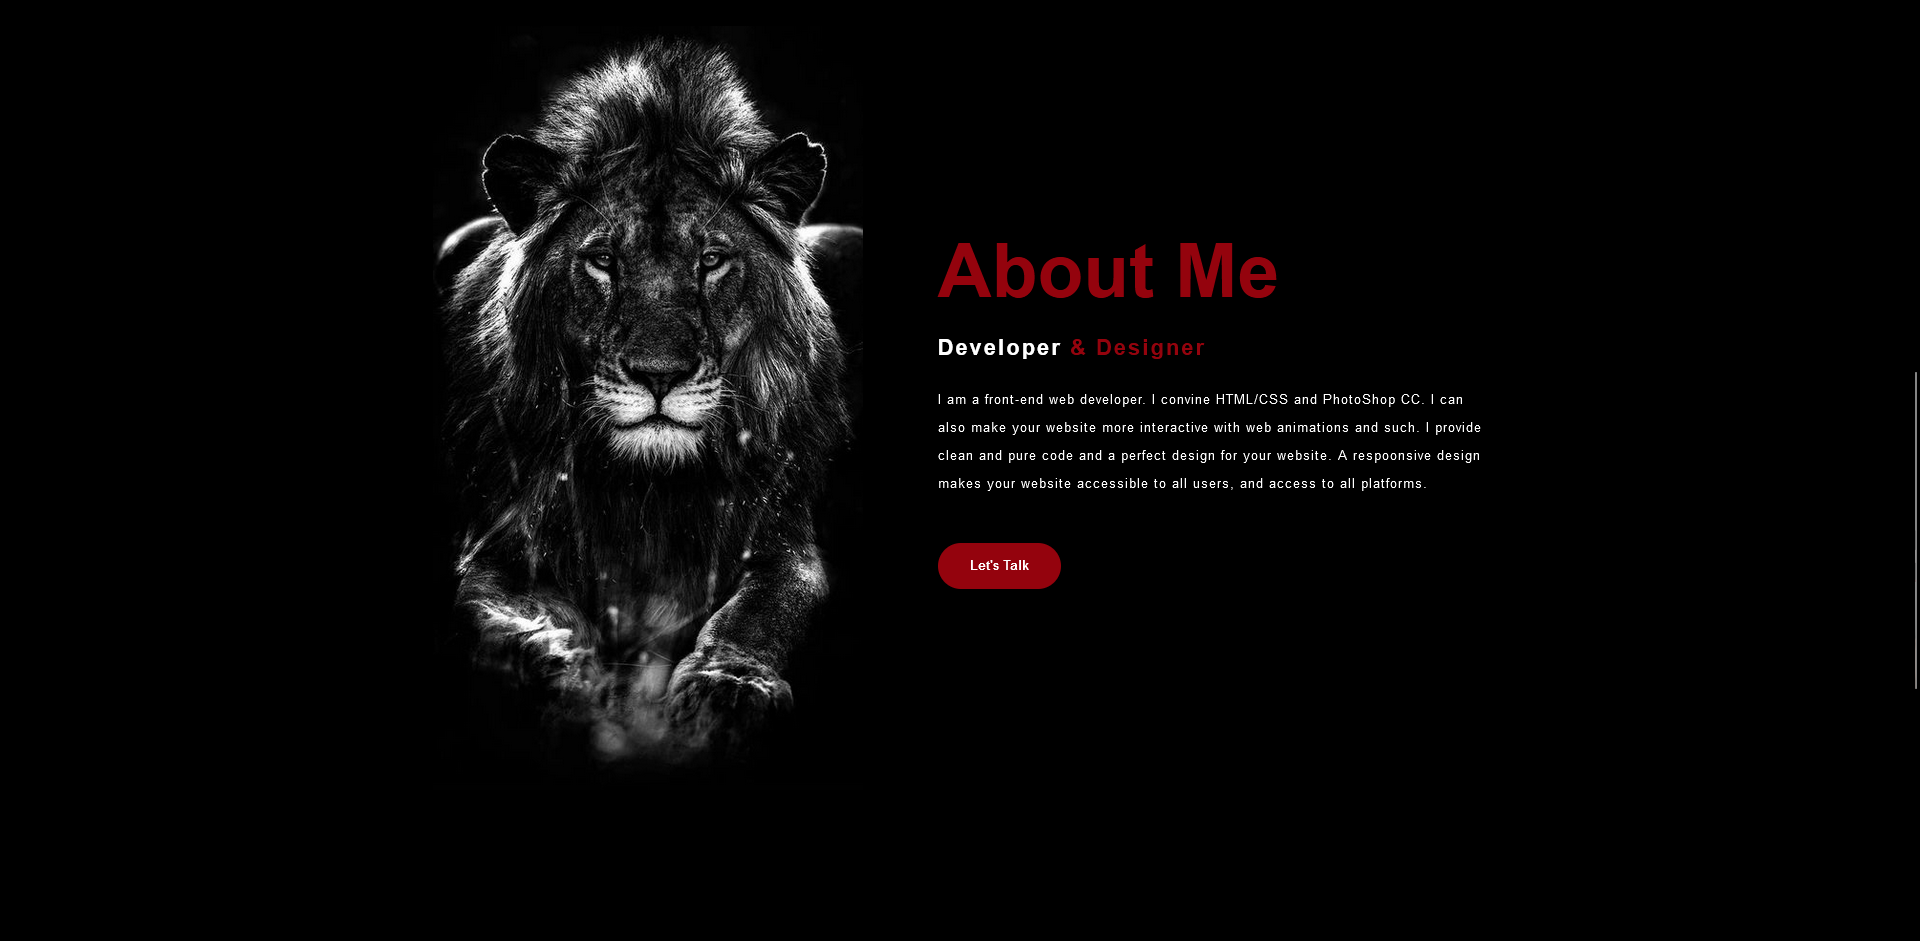 About Me
Developer & Designer
I am a front-end web developer. I convine HTML/CSS and PhotoShop CC. I can
also make your website more interactive with web animations and such. I provide
clean and pure code and a perfect design for your website. A respoonsive design
makes your website accessible to all users, and access to all platforms.
Let's Talk